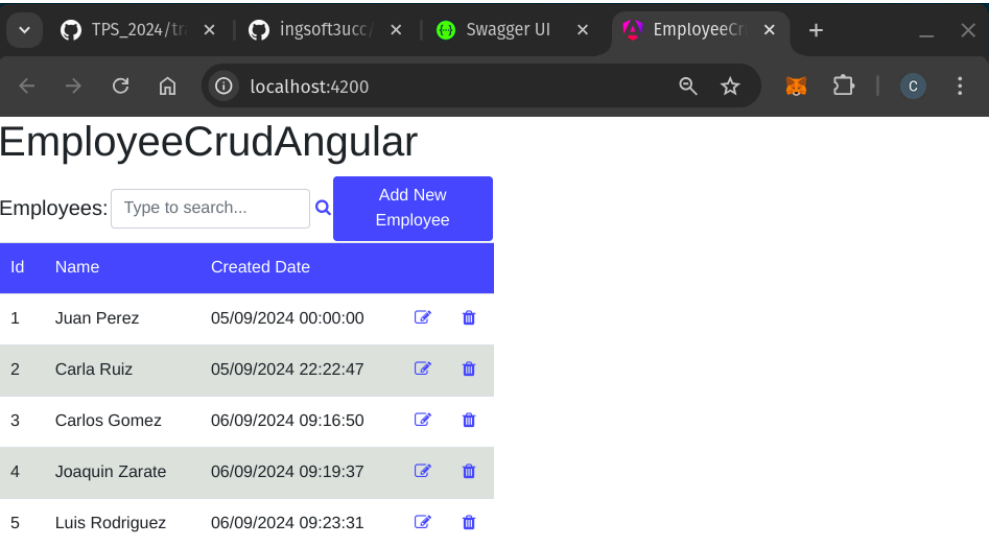 TPS_2024/tr
ingsoft3ucc/
Swagger UI
EmployeeCr
localhost:4200
C
EmployeeCrudAngular
Employees: Type to search... Add New Employee
Id Name Created Date
1 Juan Perez 05/09/2024 00:00:00
2 Carla Ruiz 05/09/2024 22:22:47
3 Carlos Gomez 06/09/2024 09:16:50
4 Joaquin Zarate 06/09/2024 09:19:37
5 Luis Rodriguez 06/09/2024 09:23:31